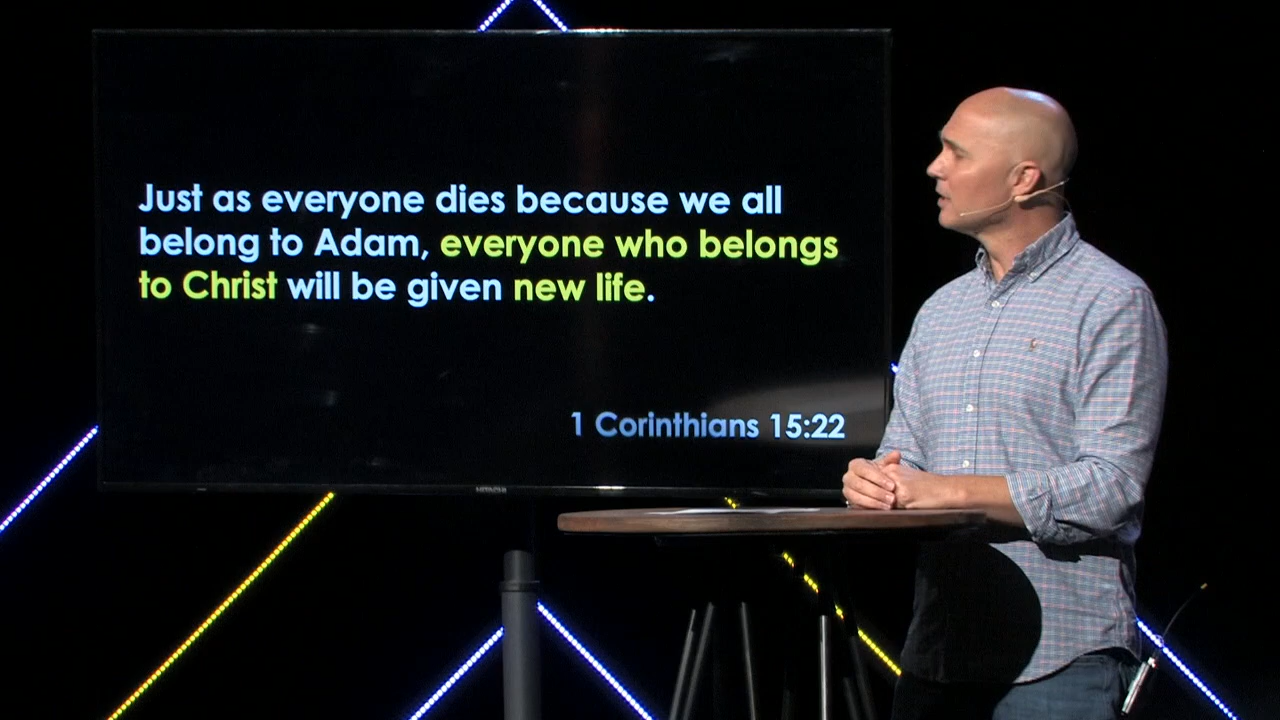 Just as everyone dies because we all
belong to Adam, everyone who belongs
to Christ will be given new life.
1 Corinthians 15:22
HITACHI